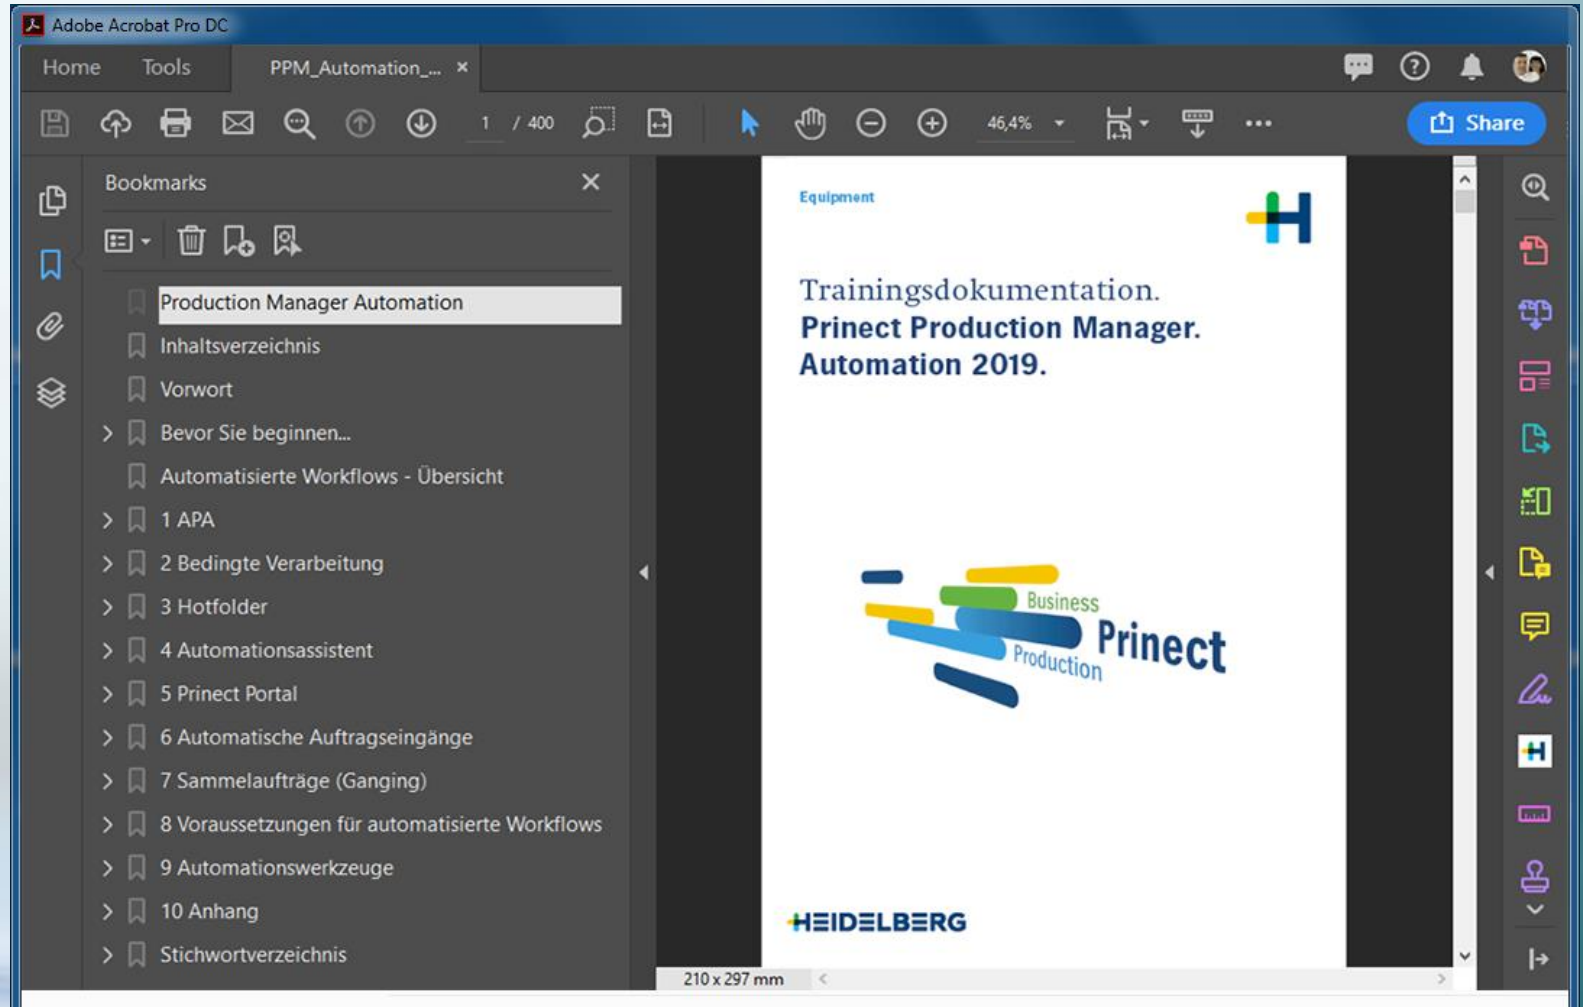 Adobe Acrobat Pro DC
Home Tools PPM_Automation_... ×
1 / 400 46,4% Share
Bookmarks
Production Manager Automation
Inhaltsverzeichnis
Vorwort
Bevor Sie beginnen...
Automatisierte Workflows - Übersicht
1 APA
2 Bedingte Verarbeitung
3 Hotfolder
4 Automationsassistent
5 Prinect Portal
6 Automatische Auftragseingänge
7 Sammelaufträge (Ganging)
8 Voraussetzungen für automatisierte Workflows
9 Automationswerkzeuge
10 Anhang
Stichwortverzeichnis
Equipment
Trainingsdokumentation.
Prinect Production Manager.
Automation 2019.
Business
Prinect
Production
HEIDELBERG
210 x 297 mm